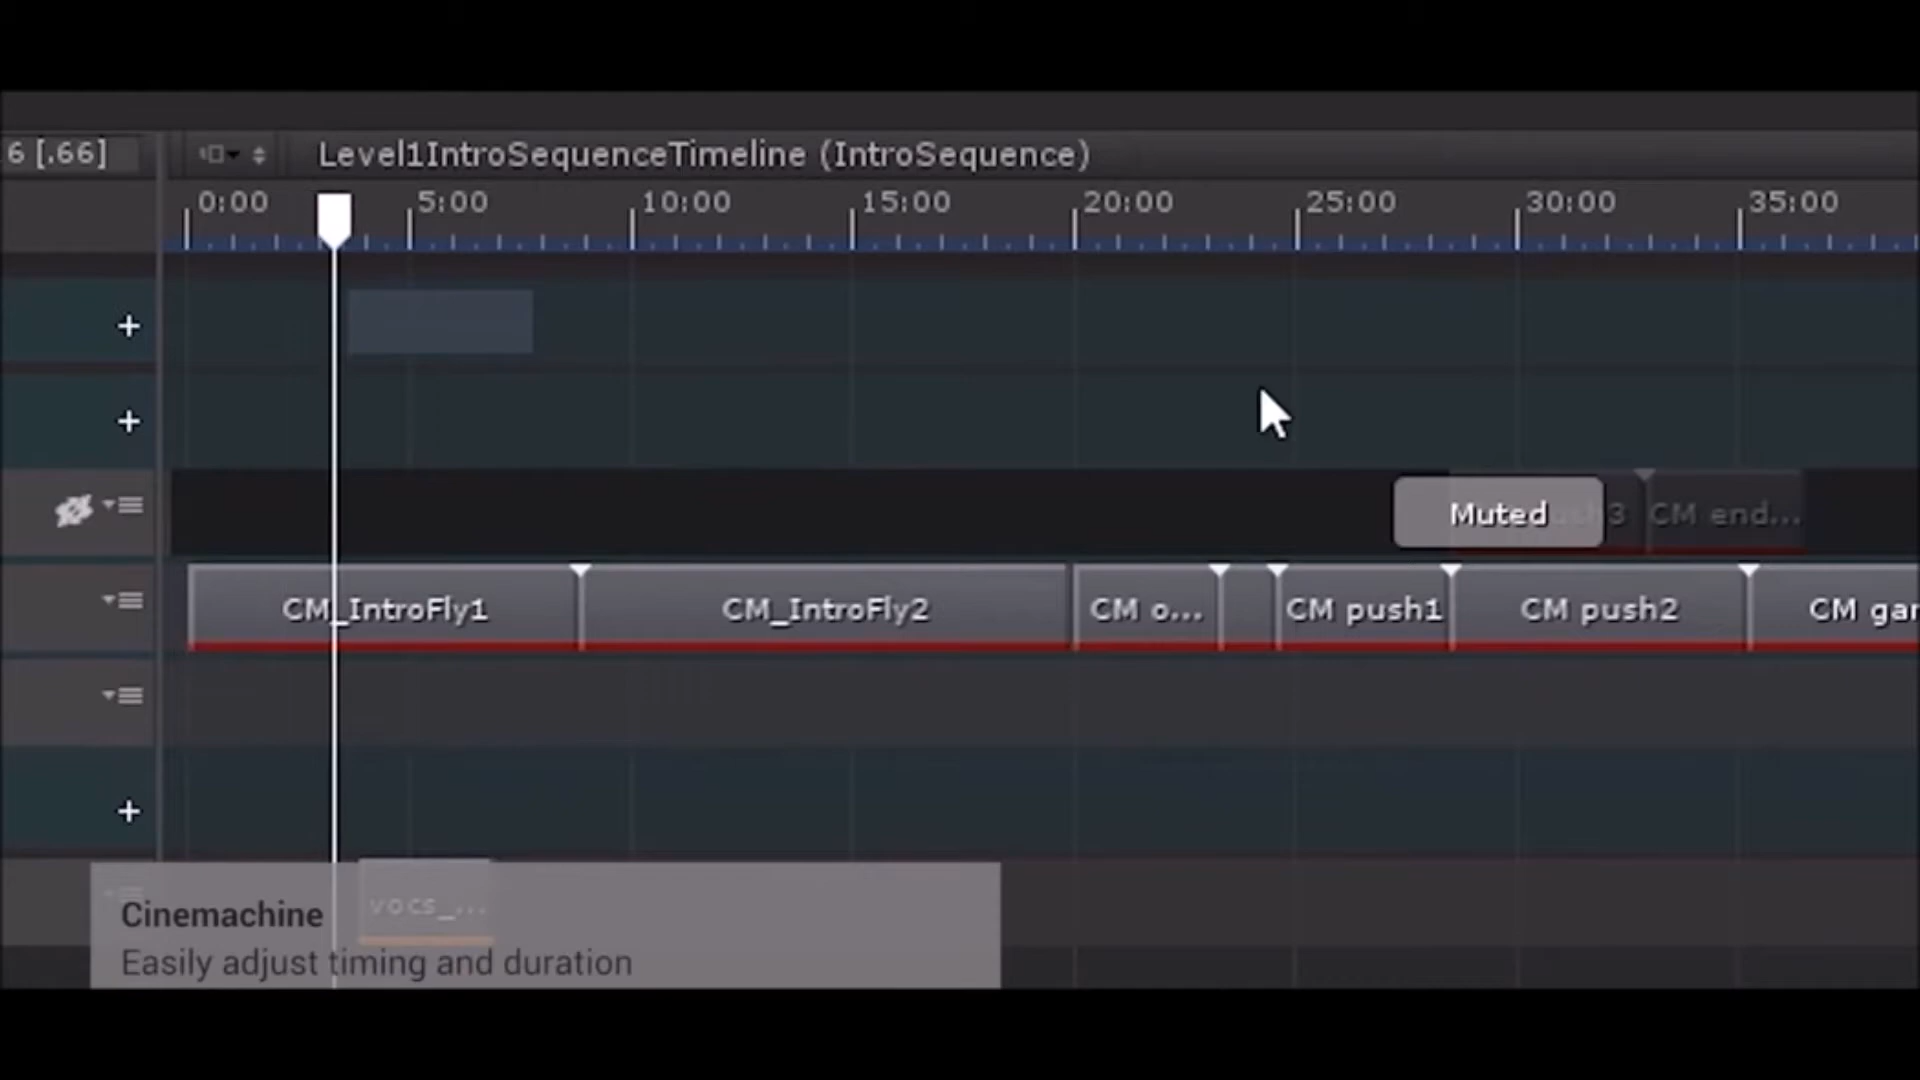 6 [.66]
Level1IntroSequenceTimeline (IntroSequence)
0:00 5:00 10:00 15:00 20:00 25:00 30:00 35:00
Muted
CM end...
CM_IntroFly1 CM_IntroFly2 CM o... CM push1 CM push2 CM gar
vocs_...
Cinemachine
Easily adjust timing and duration